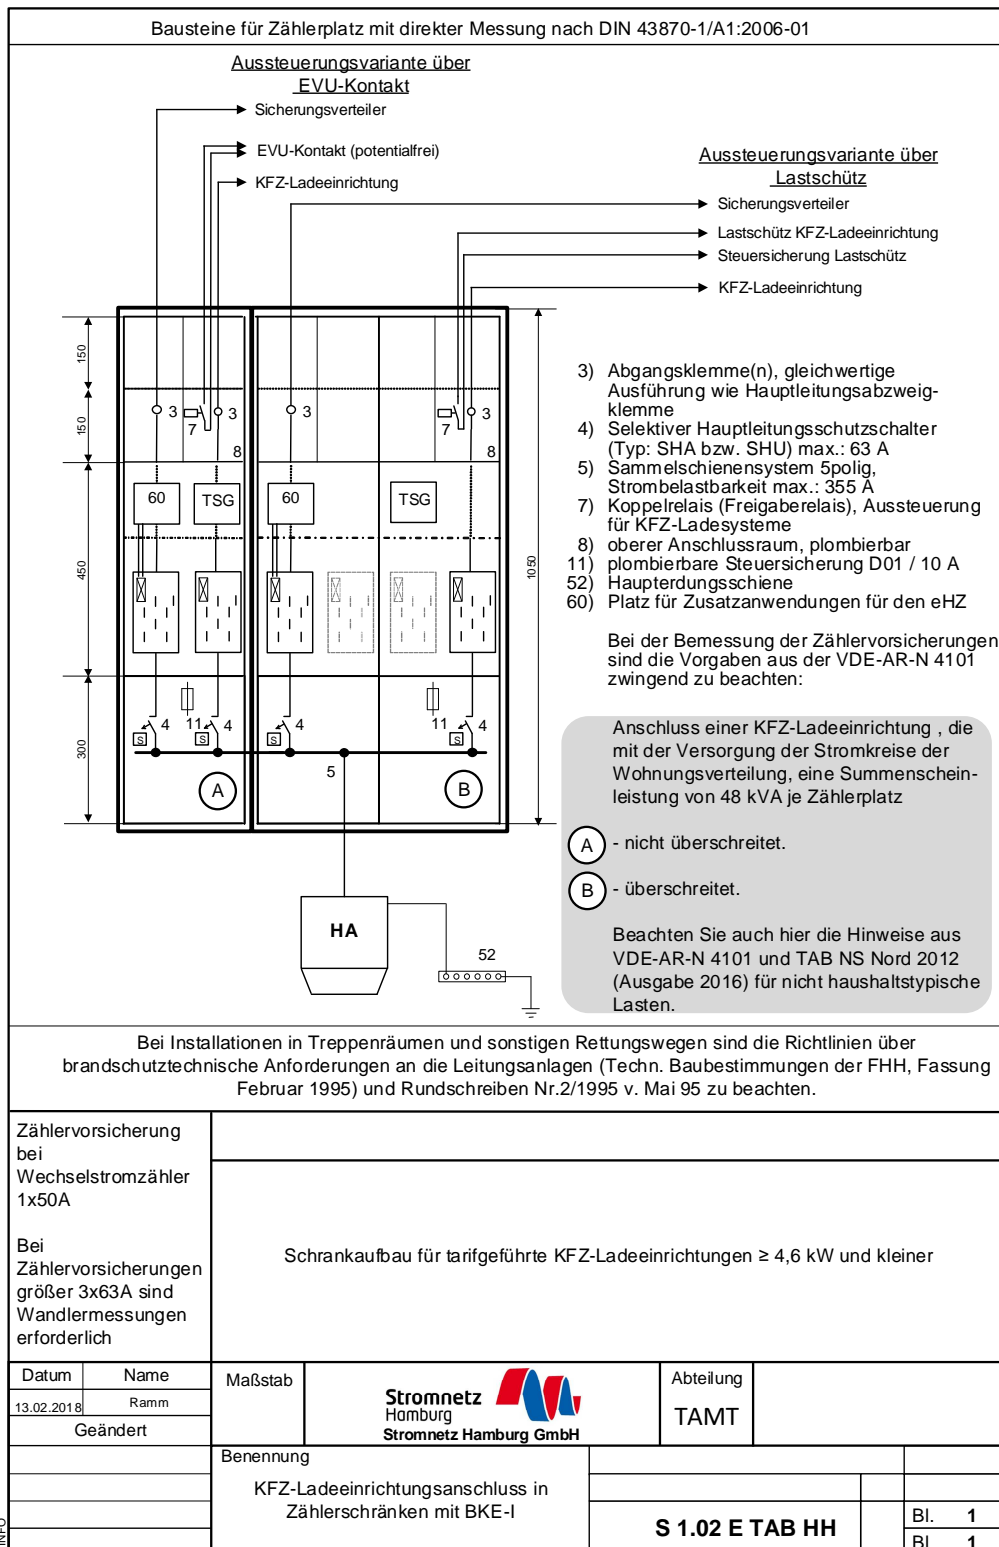 Bausteine für Zählerplatz mit direkter Messung nach DIN 43870-1/A1:2006-01
Aussteuerungsvariante über
EVU-Kontakt
Sicherungsverteiler
EVU-Kontakt (potentialfrei)
KFZ-Ladeeinrichtung
Aussteuerungsvariante über
Lastschütz
Sicherungsverteiler
Lastschütz KFZ-Ladeeinrichtung
Steuersicherung Lastschütz
KFZ-Ladeeinrichtung
150
150
450
300
1050
3
7
3
8
3
7
3
8
60
TSG
60
TSG
4
11
4
4
11
4
S
S
S
S
5
A
B
HA
52
3) Abgangsklemme(n), gleichwertige
Ausführung wie Hauptleitungsabzweig-
klemme
4) Selektiver Hauptleitungsschutzschalter
(Typ: SHA bzw. SHU) max.: 63 A
5) Sammelschienensystem 5polig,
Strombelastbarkeit max.: 355 A
7) Koppelrelais (Freigaberelais), Aussteuerung
für KFZ-Ladesysteme
8) oberer Anschlussraum, plombierbar
11) plombierbare Steuersicherung D01 / 10 A
52) Haupterdungsschiene
60) Platz für Zusatzanwendungen für den eHZ
Bei der Bemessung der Zählervorsicherungen
sind die Vorgaben aus der VDE-AR-N 4101
zwingend zu beachten:
Anschluss einer KFZ-Ladeeinrichtung , die
mit der Versorgung der Stromkreise der
Wohnungsverteilung, eine Summenschein-
leistung von 48 kVA je Zählerplatz
A - nicht überschreitet.
B - überschreitet.
Beachten Sie auch hier die Hinweise aus
VDE-AR-N 4101 und TAB NS Nord 2012
(Ausgabe 2016) für nicht haushaltstypische
Lasten.
Bei Installationen in Treppenräumen und sonstigen Rettungswegen sind die Richtlinien über
brandschutztechnische Anforderungen an die Leitungsanlagen (Techn. Baubestimmungen der FHH, Fassung
Februar 1995) und Rundschreiben Nr.2/1995 v. Mai 95 zu beachten.
Zählervorsicherung
bei
Wechselstromzähler
1x50A
Bei
Zählervorsicherungen
größer 3x63A sind
Wandlermessungen
erforderlich
Schrankaufbau für tarifgeführte KFZ-Ladeeinrichtungen ≥ 4,6 kW und kleiner
Datum Name
13.02.2018 Ramm
Geändert
Maßstab
Stromnetz
Hamburg
Stromnetz Hamburg GmbH
Abteilung
TAMT
Benennung
KFZ-Ladeeinrichtungsanschluss in
Zählerschränken mit BKE-I
S 1.02 E TAB HH
Bl. 1
Bl. 1
INFO